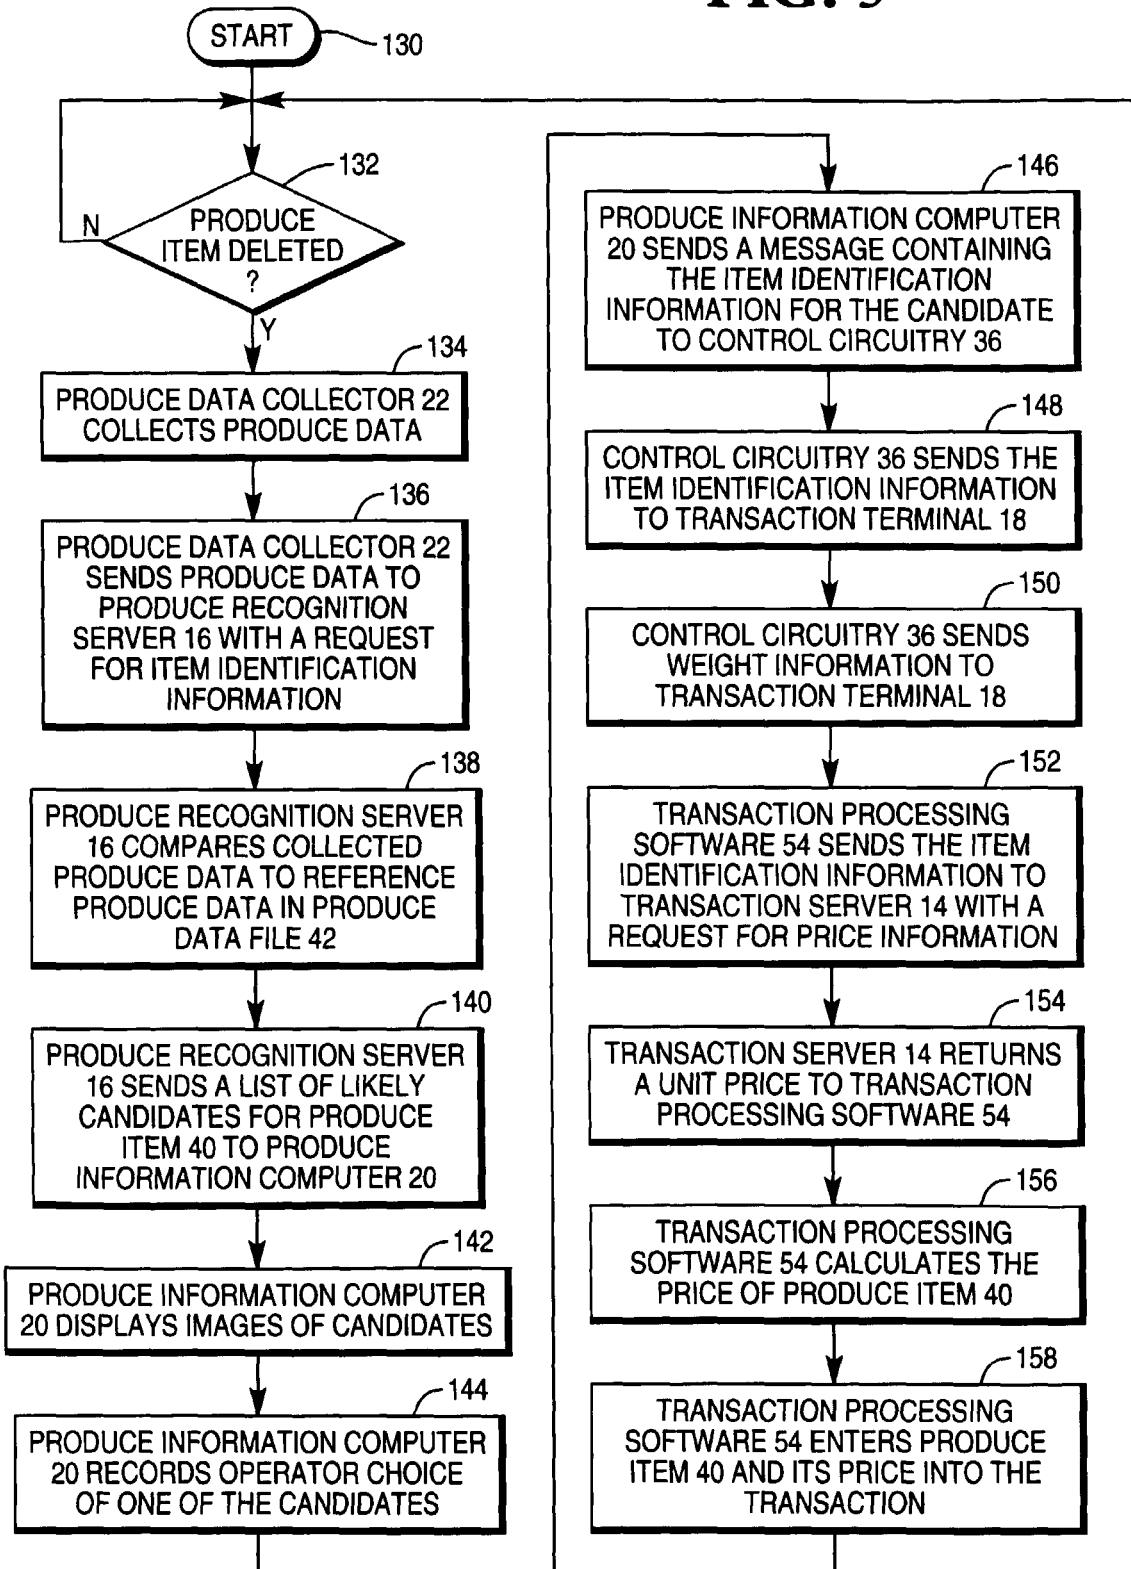 START
130
132
PRODUCE
ITEM DELETED
?
N
Y
134
PRODUCE DATA COLLECTOR 22
COLLECTS PRODUCE DATA
136
PRODUCE DATA COLLECTOR 22
SENDS PRODUCE DATA TO
PRODUCE RECOGNITION
SERVER 16 WITH A REQUEST
FOR ITEM IDENTIFICATION
INFORMATION
138
PRODUCE RECOGNITION SERVER
16 COMPARES COLLECTED
PRODUCE DATA TO REFERENCE
PRODUCE DATA IN PRODUCE
DATA FILE 42
140
PRODUCE RECOGNITION SERVER
16 SENDS A LIST OF LIKELY
CANDIDATES FOR PRODUCE
ITEM 40 TO PRODUCE
INFORMATION COMPUTER 20
142
PRODUCE INFORMATION COMPUTER
20 DISPLAYS IMAGES OF CANDIDATES
144
PRODUCE INFORMATION COMPUTER
20 RECORDS OPERATOR CHOICE
OF ONE OF THE CANDIDATES
146
PRODUCE INFORMATION COMPUTER
20 SENDS A MESSAGE CONTAINING
THE ITEM IDENTIFICATION
INFORMATION FOR THE CANDIDATE
TO CONTROL CIRCUITRY 36
148
CONTROL CIRCUITRY 36 SENDS THE
ITEM IDENTIFICATION INFORMATION
TO TRANSACTION TERMINAL 18
150
CONTROL CIRCUITRY 36 SENDS
WEIGHT INFORMATION TO
TRANSACTION TERMINAL 18
152
TRANSACTION PROCESSING
SOFTWARE 54 SENDS THE ITEM
IDENTIFICATION INFORMATION TO
TRANSACTION SERVER 14 WITH A
REQUEST FOR PRICE INFORMATION
154
TRANSACTION SERVER 14 RETURNS
A UNIT PRICE TO TRANSACTION
PROCESSING SOFTWARE 54
156
TRANSACTION PROCESSING
SOFTWARE 54 CALCULATES THE
PRICE OF PRODUCE ITEM 40
158
TRANSACTION PROCESSING
SOFTWARE 54 ENTERS PRODUCE
ITEM 40 AND ITS PRICE INTO THE
TRANSACTION